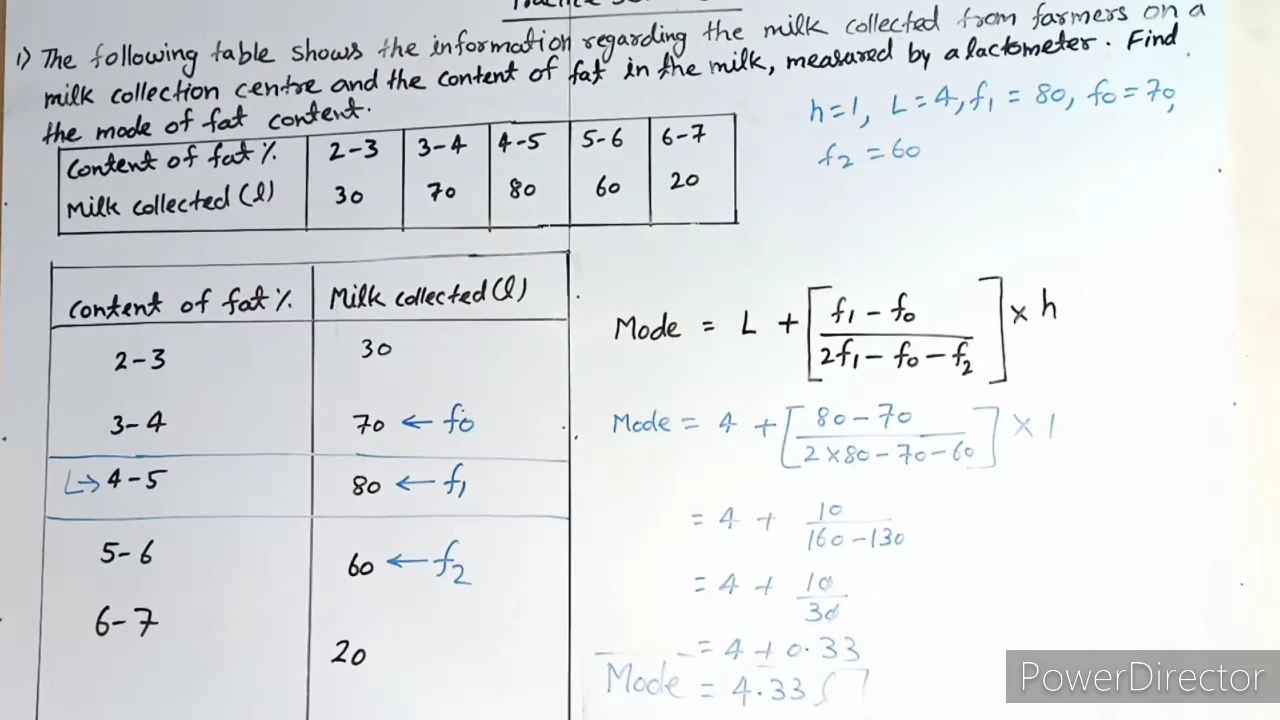 1) The following table shows the information regarding the milk collected from farmers on a
milk collection centre and the content of fat in the milk, measured by a lactometer. Find
the mode of fat content.
h=1, L=4, f₁ = 80, f₀ = 70,
f₂ = 60
Content of fat % 2-3 3-4 4-5 5-6 6-7
Milk collected (l) 30 70 80 60 20
Content of fat % Milk collected (l)
2-3 30
3-4 70 ← f₀
L→ 4-5 80 ← f₁
5-6 60 ← f₂
6-7 20
Mode = L + [ (f₁ - f₀) / (2f₁ - f₀ - f₂) ] × h
Mode = 4 + [ (80-70) / (2×80-70-60) ] × 1
= 4 + 10 / (160-130)
= 4 + 10 / 30
= 4 + 0.33
Mode = 4.33
PowerDirector